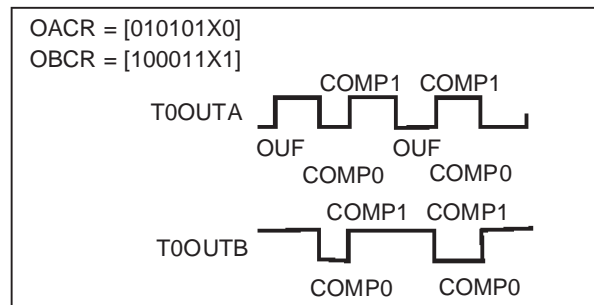 OACR = [010101X0]
OBCR = [100011X1]
COMP1 COMP1
T0OUTA
OUF OUF
COMP0 COMP0
COMP1 COMP1
T0OUTB
COMP0 COMP0